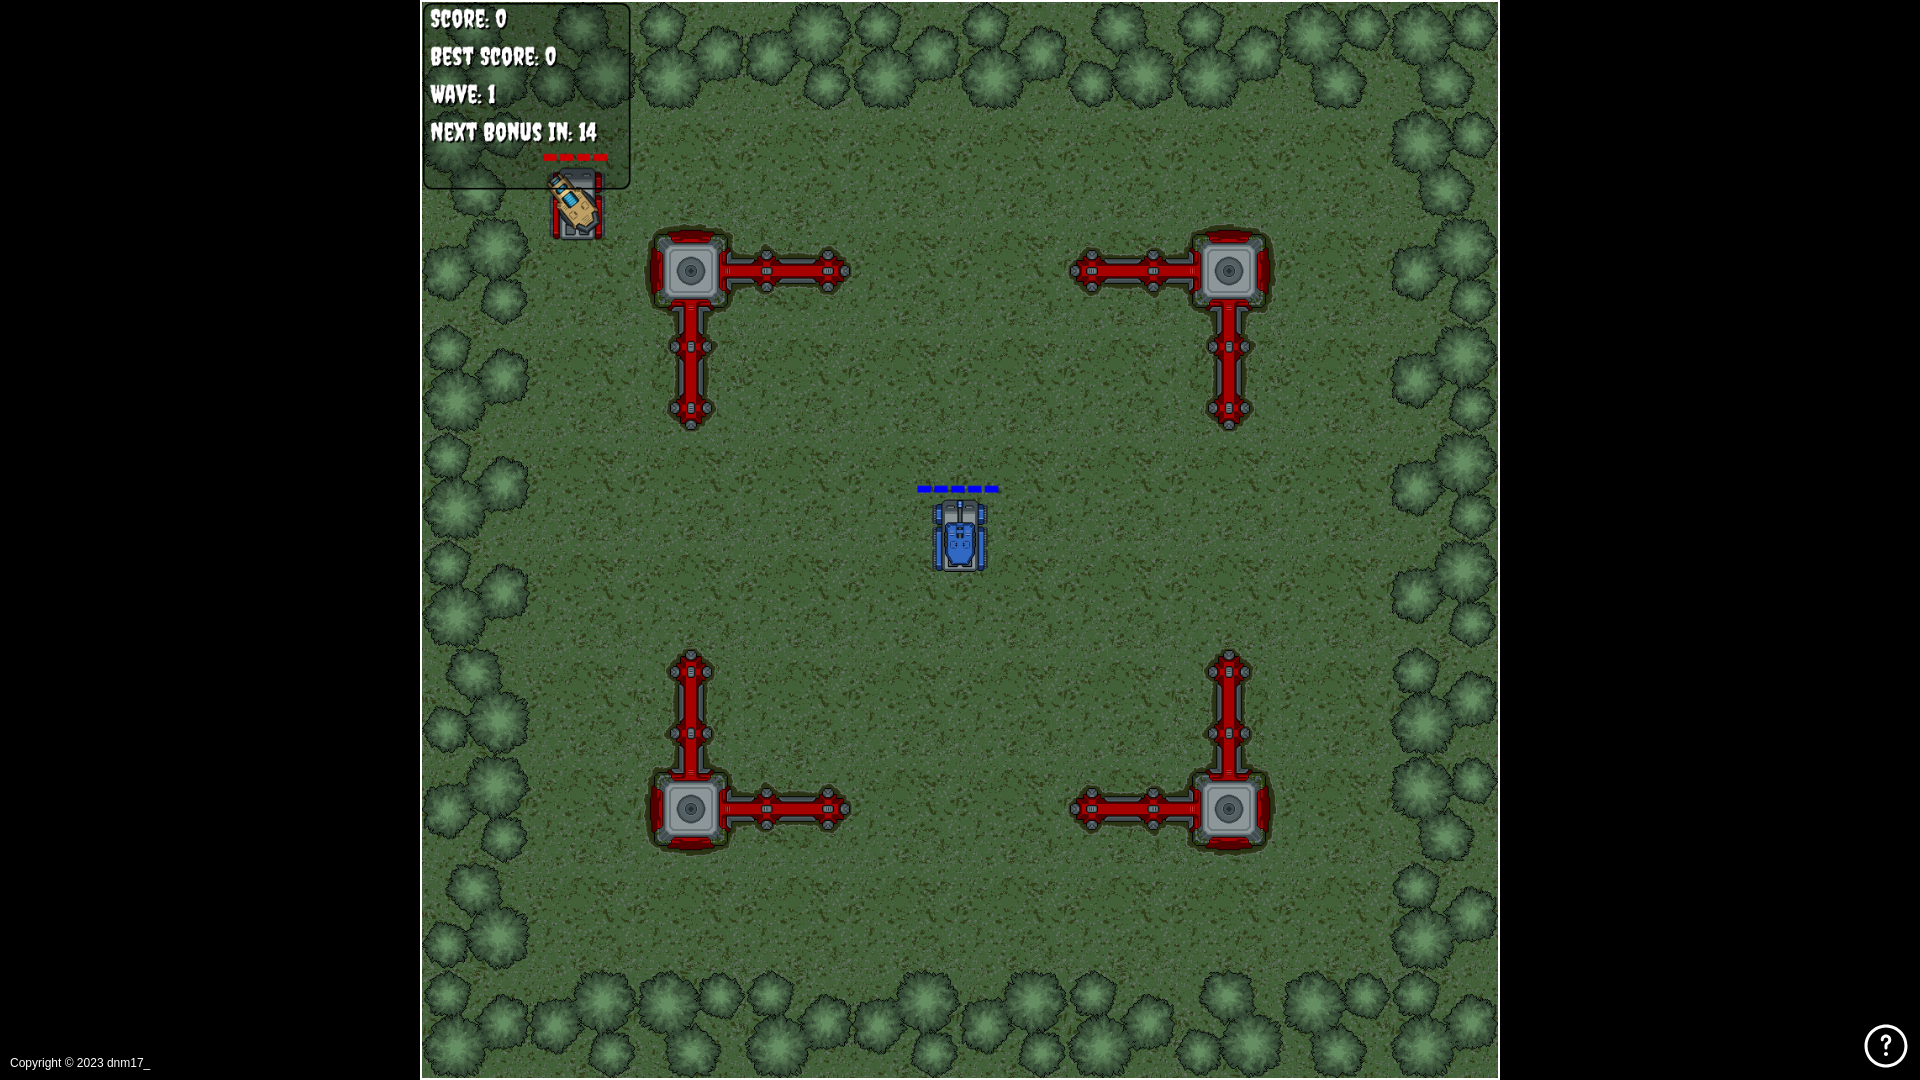 SCORE: 0
BEST SCORE: 0
WAVE: 1
NEXT BONUS IN: 14
?
Copyright © 2023 dnm17_